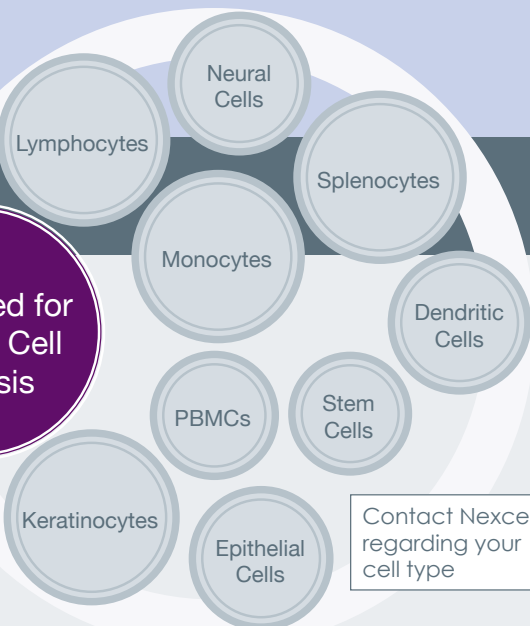 Neural
Cells
Lymphocytes
Splenocytes
Monocytes
ed for
Cell
sis
Dendritic
Cells
PBMCs
Stem
Cells
Keratinocytes
Epithelial
Cells
Contact Nexce
regarding your
cell type